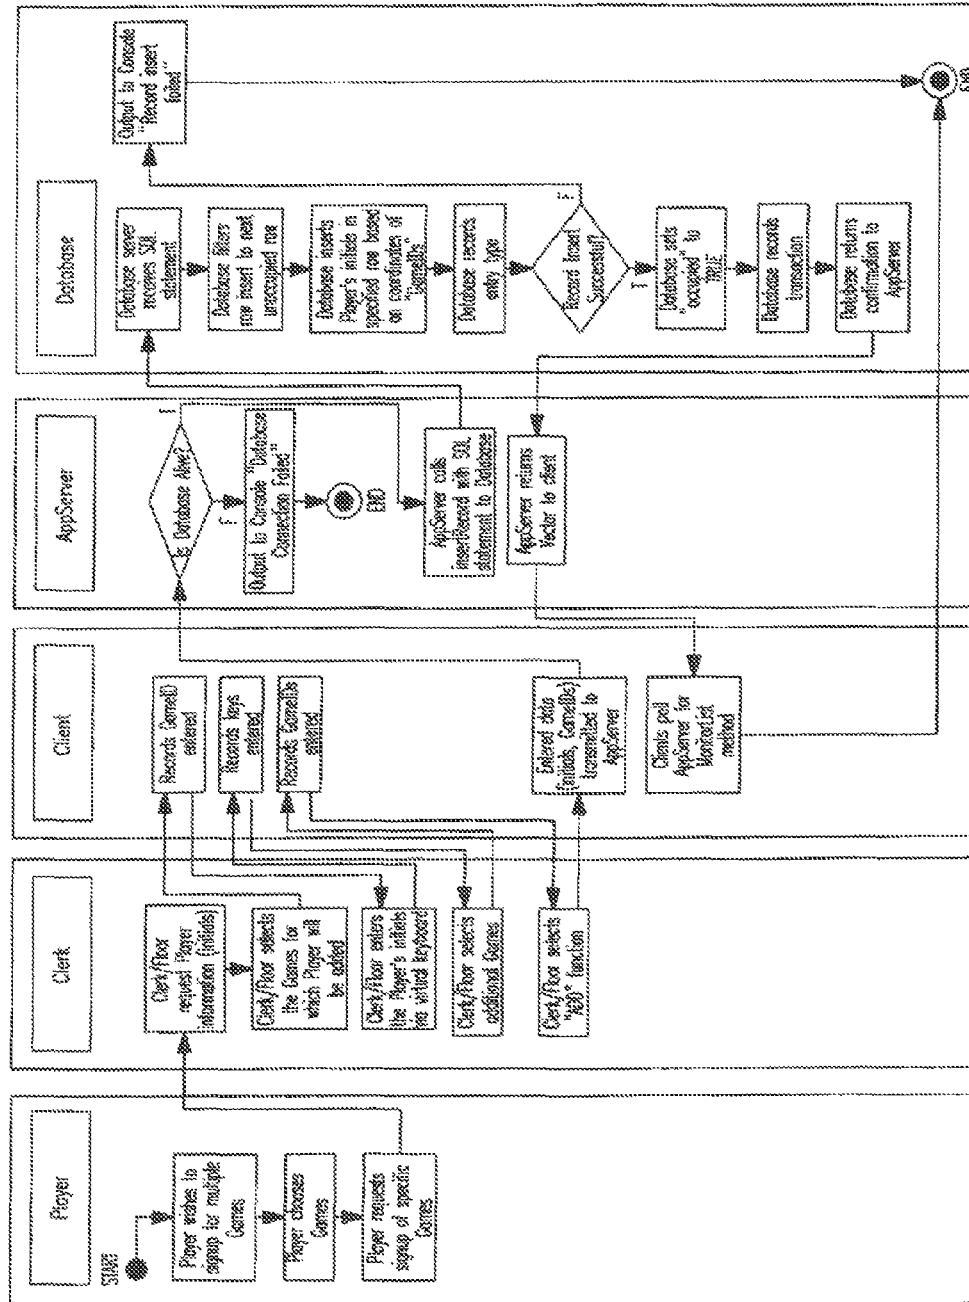 Player
START
Player wishes to
signup for multiple
Games
Player chooses
Games
Player requests
signup of specific
Games
Clerk
Clerk/Floor
request Player
information (initials)
Clerk/Floor selects
the Games for
which Player will
be added
Clerk/Floor enters
the Player's initials
via virtual keyboard
Clerk/Floor selects
additional Games
Clerk/Floor selects
"ADD" function
Client
Records GameID
entered
Records keys
entered
Records GameIDs
entered
Entered data
(Initials, GameIDs)
transmitted to
AppServer
Clients poll
AppServer for
MonitorList
method
AppServer
Is Database Alive?
T
F
Output to Console "Database
Connection Failed"
END
AppServer calls
insertRecord with SQL
statement to Database
AppServer returns
Vector to client
Database
Database server
receives SQL
statement
Database filters
row insert to next
unoccupied row
Database inserts
Player's initials in
specified row based
on coordinates of
"GameIDs"
Database records
entry type
Record Insert
Successful?
F
T
Output to Console
"Record insert
failed"
Database sets
"occupied" to
TRUE
Database records
transaction
Database returns
confirmation to
AppServer
END